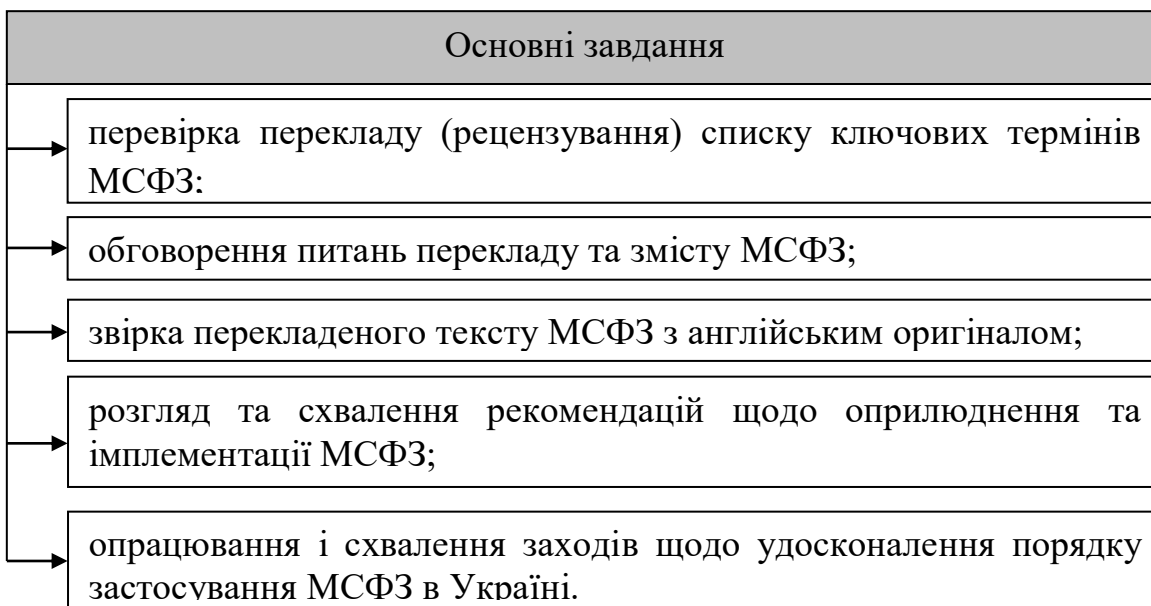 Основні завдання
перевірка перекладу (рецензування) списку ключових термінів
МСФЗ;
обговорення питань перекладу та змісту МСФЗ;
звірка перекладеного тексту МСФЗ з англійським оригіналом;
розгляд та схвалення рекомендацій щодо оприлюднення та
імплементації МСФЗ;
опрацювання і схвалення заходів щодо удосконалення порядку
застосування МСФЗ в Україні.